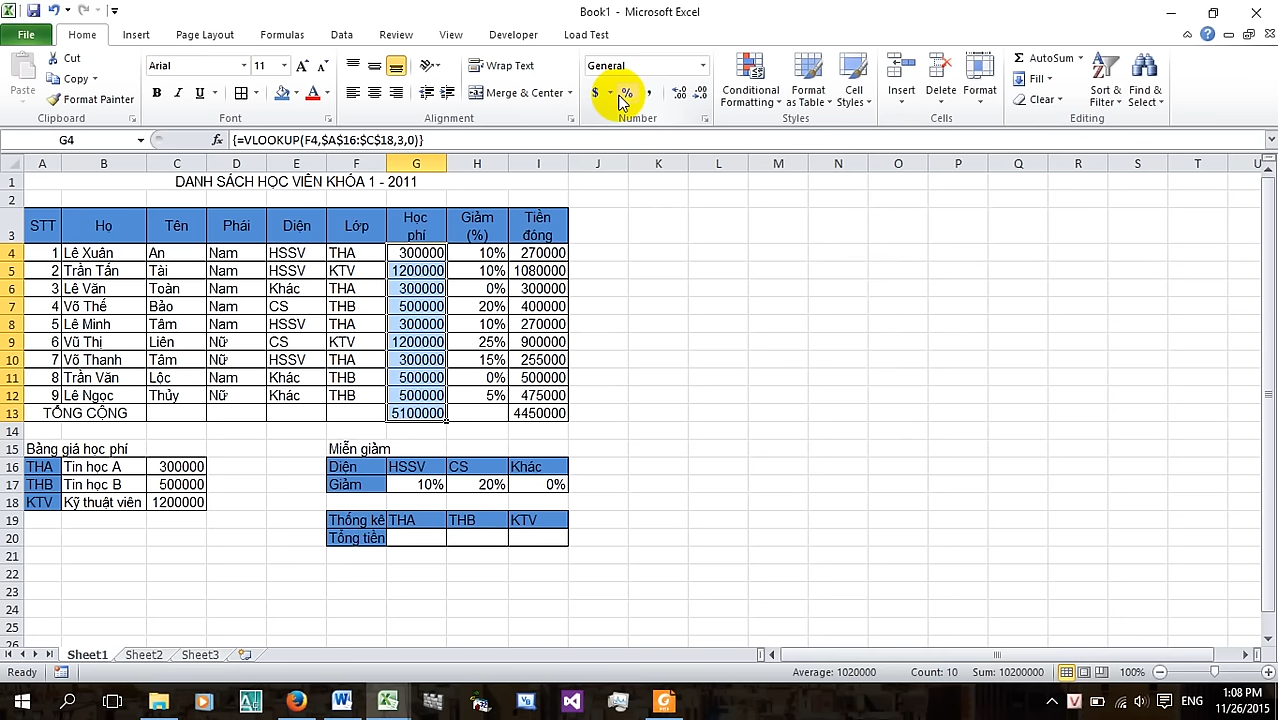 Book1 - Microsoft Excel
File Home Insert Page Layout Formulas Data Review View Developer Load Test
Cut
Copy
Format Painter
Paste
Clipboard
Arial 11
B I U
Font
Wrap Text
Merge & Center
Alignment
General
$ % ,
Number
Conditional Formatting
Format as Table
Cell Styles
Styles
Insert
Delete
Format
Cells
AutoSum
Fill
Clear
Sort & Filter
Find & Select
Editing
G4 fx {=VLOOKUP(F4,$A$16:$C$18,3,0)}
A B C D E F G H I J K L M N O P Q R S T U
1 DANH SÁCH HỌC VIÊN KHÓA 1 - 2011
2
3 STT Họ Tên Phái Diện Lớp Học phí Giảm (%) Tiền đóng
4 1 Lê Xuân An Nam HSSV THA 300000 10% 270000
5 2 Trần Tấn Tài Nam HSSV KTV 1200000 10% 1080000
6 3 Lê Văn Toàn Nam Khác THA 300000 0% 300000
7 4 Võ Thế Bảo Nam CS THB 500000 20% 400000
8 5 Lê Minh Tâm Nam HSSV THA 300000 10% 270000
9 6 Vũ Thị Liên Nữ CS KTV 1200000 25% 900000
10 7 Võ Thanh Tâm Nữ HSSV THA 300000 15% 255000
11 8 Trần Văn Lộc Nam Khác THB 500000 0% 500000
12 9 Lê Ngọc Thủy Nữ Khác THB 500000 5% 475000
13 TỔNG CỘNG 5100000 4450000
14
15 Bảng giá học phí Miễn giảm
16 THA Tin học A 300000 Diện HSSV CS Khác
17 THB Tin học B 500000 Giảm 10% 20% 0%
18 KTV Kỹ thuật viên 1200000
19 Thống kê THA THB KTV
20 Tổng tiền
21
22
23
24
25
26
Sheet1 Sheet2 Sheet3
Ready Average: 1020000 Count: 10 Sum: 10200000 100%
ENG 1:08 PM
11/26/2015